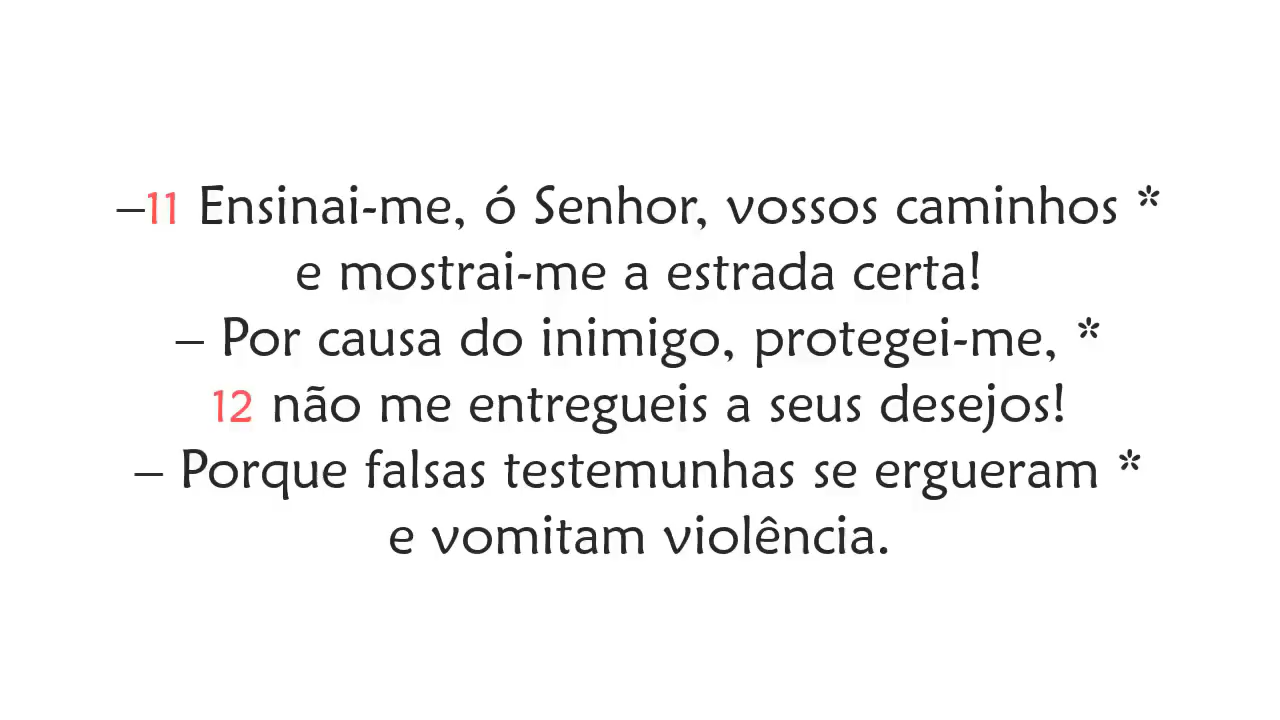 –11 Ensinai-me, ó Senhor, vossos caminhos *
e mostrai-me a estrada certa!
– Por causa do inimigo, protegei-me, *
12 não me entregueis a seus desejos!
– Porque falsas testemunhas se ergueram *
e vomitam violência.